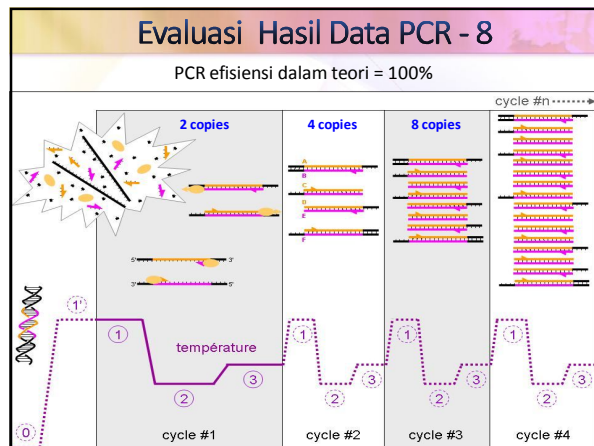 Evaluasi Hasil Data PCR - 8
PCR efisiensi dalam teori = 100%
cycle #n
2 copies
4 copies
8 copies
5' 3'
3' 5'
A
B
C
D
E
F
température
0
1'
1
2
3
1
2
3
1
2
3
1
2
3
cycle #1
cycle #2
cycle #3
cycle #4